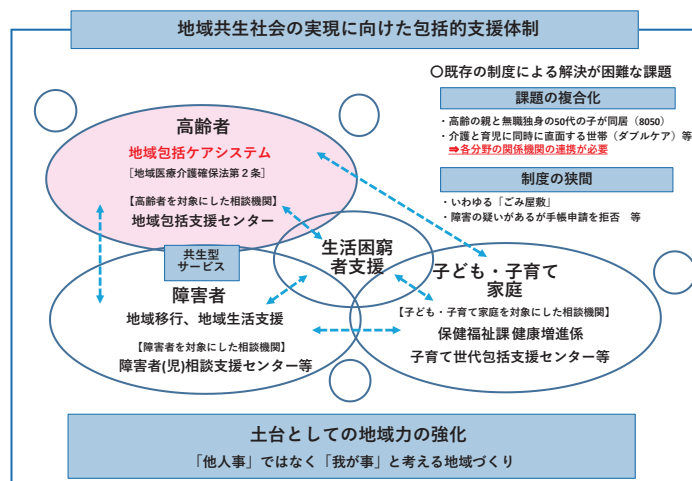 地域共生社会の実現に向けた包括的支援体制
〇既存の制度による解決が困難な課題
課題の複合化
・高齢の親と無職独身の50代の子が同居（8050）
・介護と育児に同時に直面する世帯（ダブルケア）等
➡各分野の関係機関の連携が必要
制度の狭間
・いわゆる「ごみ屋敷」
・障害の疑いがあるが手帳申請を拒否　等
高齢者
地域包括ケアシステム
［地域医療介護確保法第２条］
【高齢者を対象にした相談機関】
地域包括支援センター
共生型
サービス
生活困窮
者支援
障害者
地域移行、地域生活支援
【障害者を対象にした相談機関】
障害者(児)相談支援センター等
子ども・子育て
家庭
【子ども・子育て家庭を対象にした相談機関】
保健福祉課 健康増進係
子育て世代包括支援センター等
土台としての地域力の強化
「他人事」ではなく「我が事」と考える地域づくり